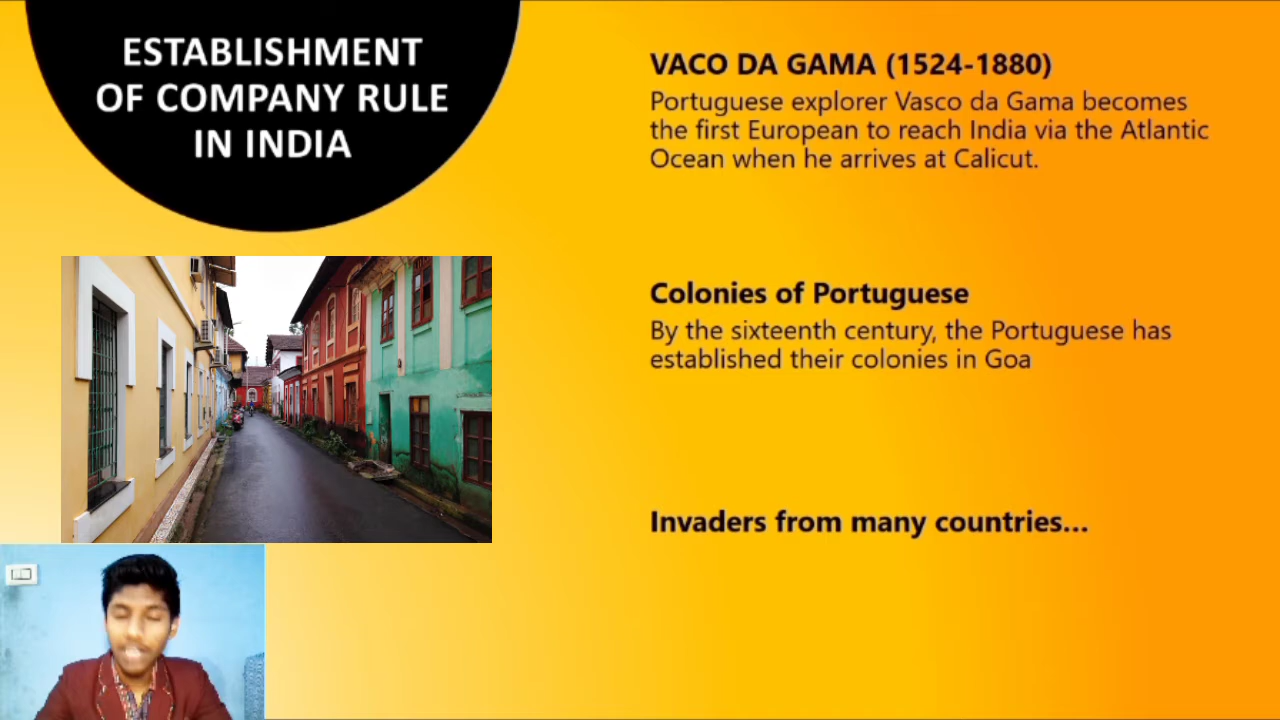 ESTABLISHMENT
OF COMPANY RULE
IN INDIA
VACO DA GAMA (1524-1880)
Portuguese explorer Vasco da Gama becomes
the first European to reach India via the Atlantic
Ocean when he arrives at Calicut.
Colonies of Portuguese
By the sixteenth century, the Portuguese has
established their colonies in Goa
Invaders from many countries...